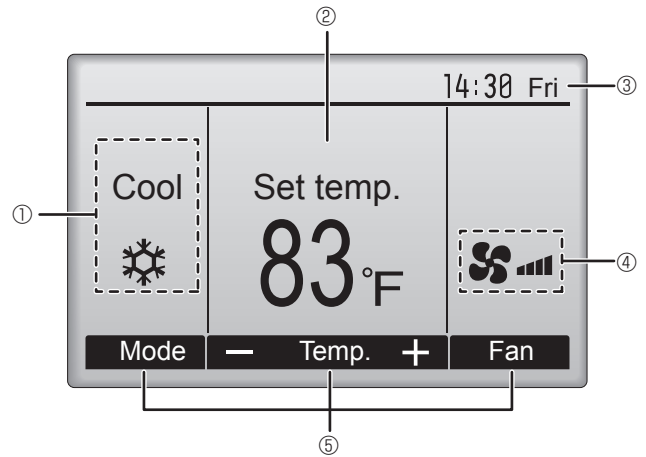 ②
14:30 Fri
③
Cool
Set temp.
①
83°F
④
Mode
— Temp. +
Fan
⑤